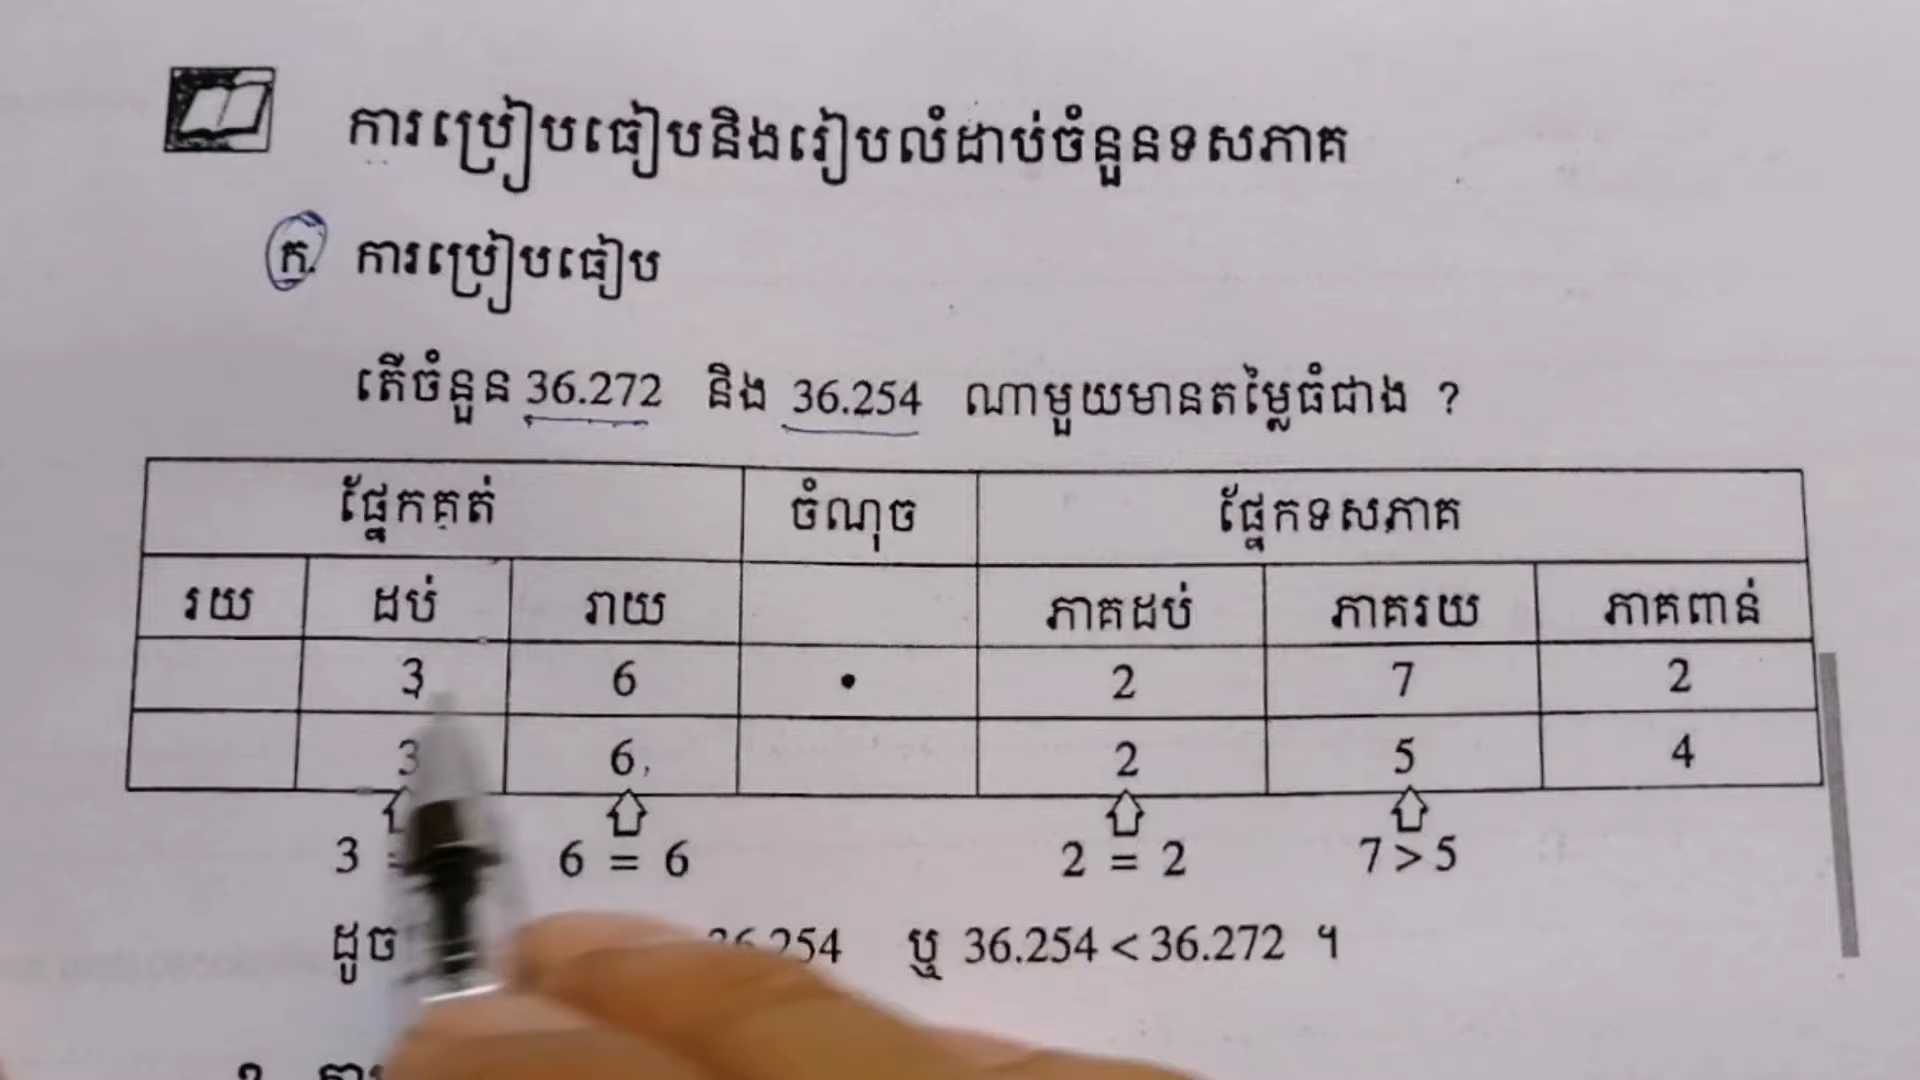 ការប្រៀបធៀបនិងរៀបលំដាប់ចំនួនទសភាគ
ក. ការប្រៀបធៀប
តើចំនួន 36.272 និង 36.254 ណាមួយមានតម្លៃធំជាង ?
ផ្នែកគត់ ចំណុច ផ្នែកទសភាគ
រយ ដប់ រាយ ភាគដប់ ភាគរយ ភាគពាន់
3 6 • 2 7 2
3 6 2 5 4
3 6 = 6 2 = 2 7 > 5
ដូច 36.254 ឬ 36.254 < 36.272 ។